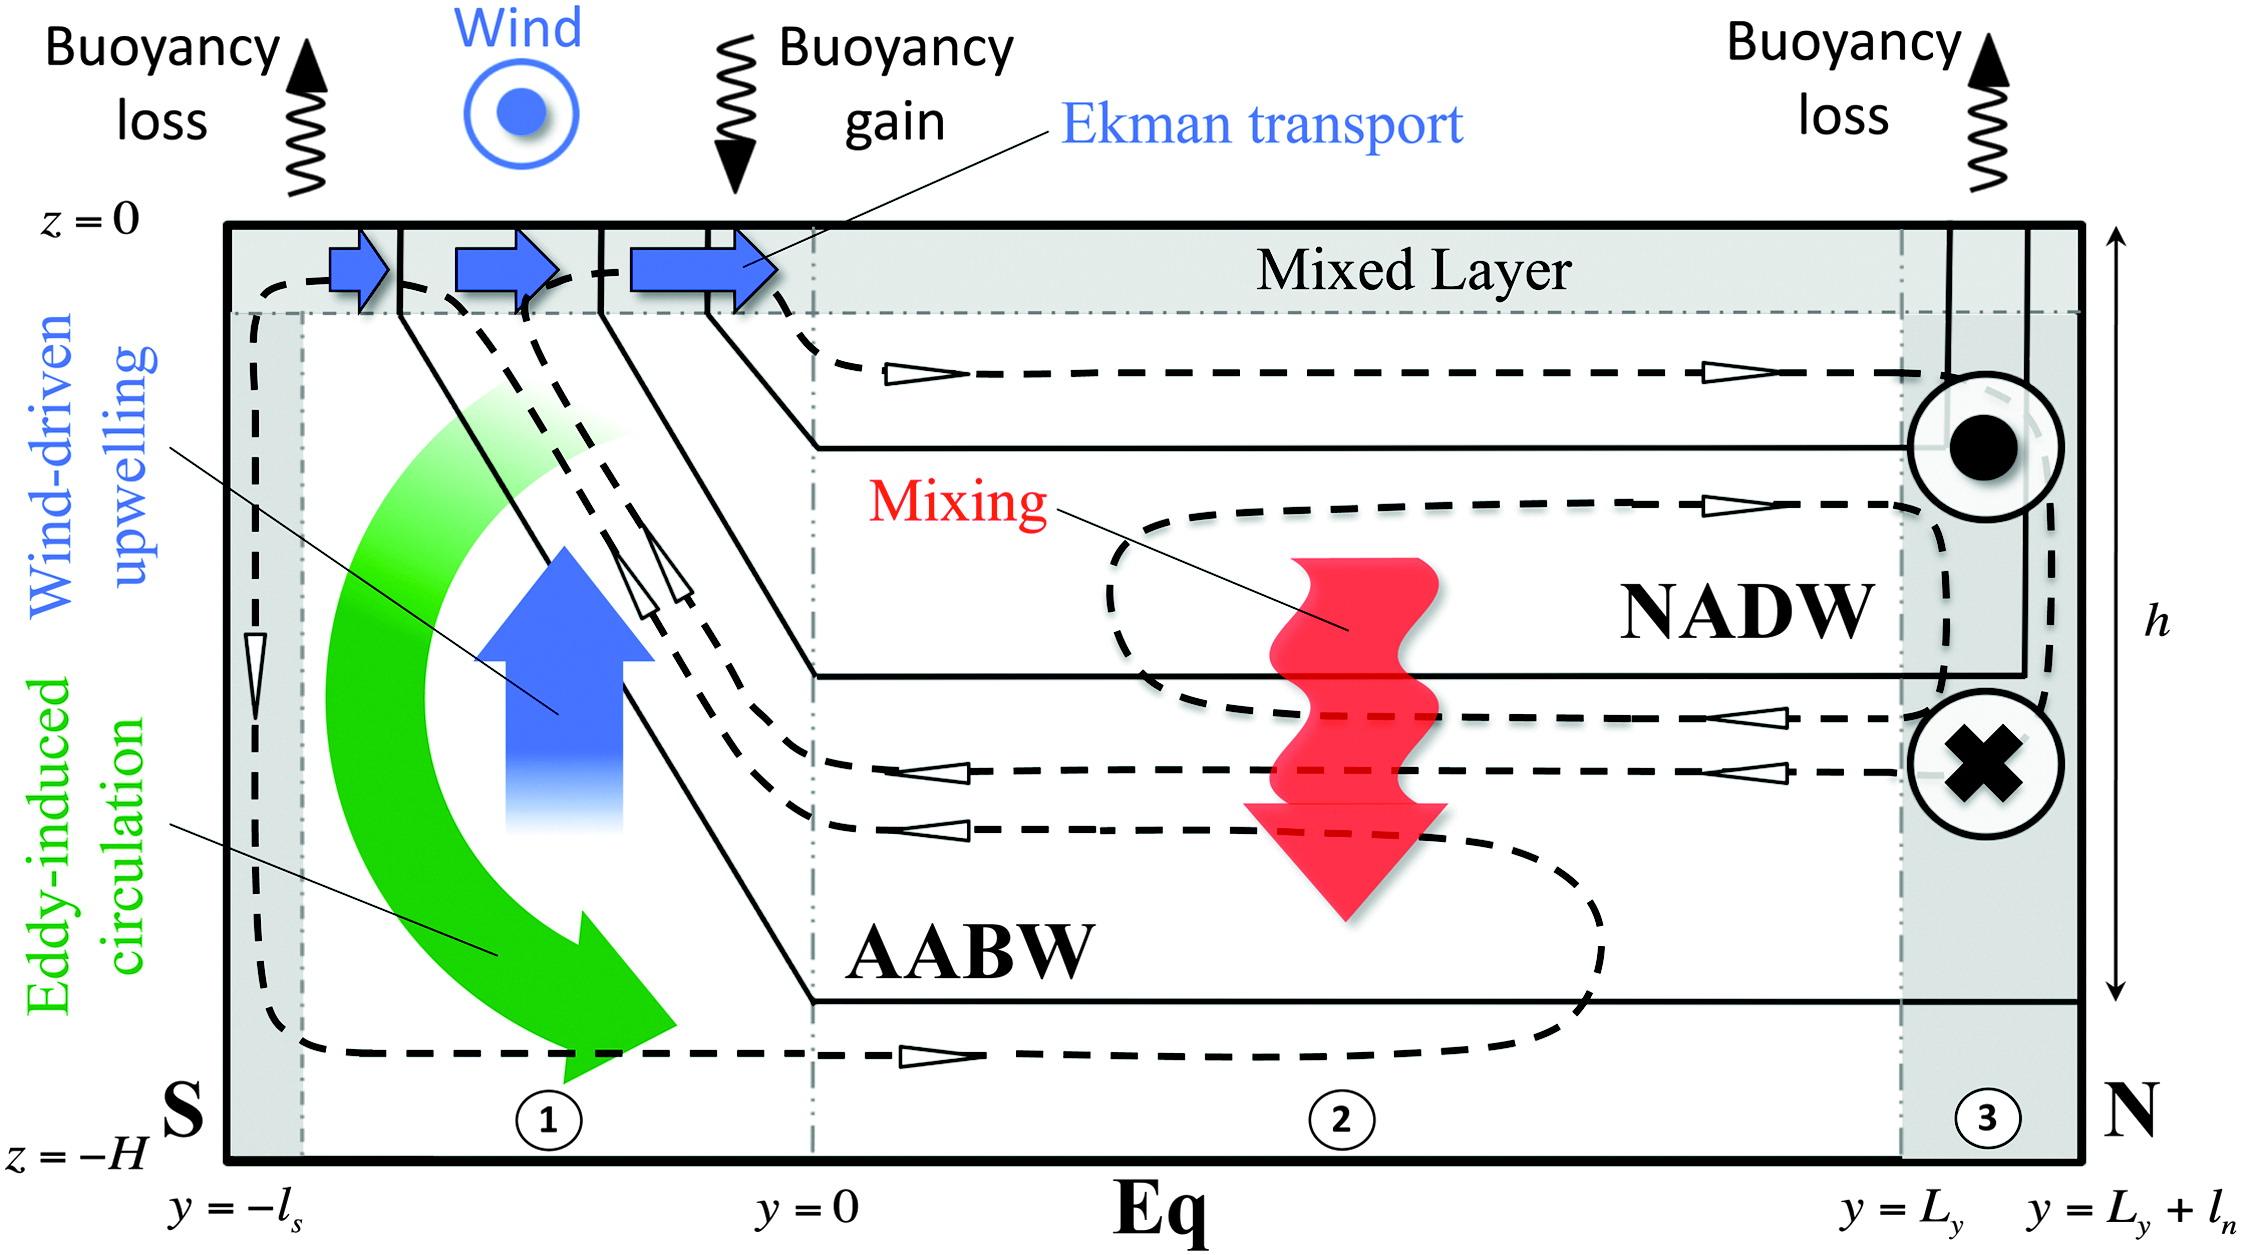 Buoyancy
loss
Wind
Buoyancy
gain
Ekman transport
Buoyancy
loss
z = 0
Mixed Layer
Wind-driven
upwelling
Mixing
NADW
h
Eddy-induced
circulation
AABW
S
1
2
3
N
z = −H
y = −l_s
y = 0
Eq
y = L_y
y = L_y + l_n